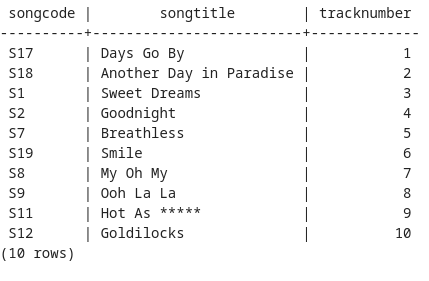 songcode |        songtitle        | tracknumber
----------+-------------------------+-------------
 S17      | Days Go By              |           1
 S18      | Another Day in Paradise |           2
 S1       | Sweet Dreams            |           3
 S2       | Goodnight               |           4
 S7       | Breathless              |           5
 S19      | Smile                   |           6
 S8       | My Oh My                |           7
 S9       | Ooh La La               |           8
 S11      | Hot As *****            |           9
 S12      | Goldilocks              |          10
(10 rows)